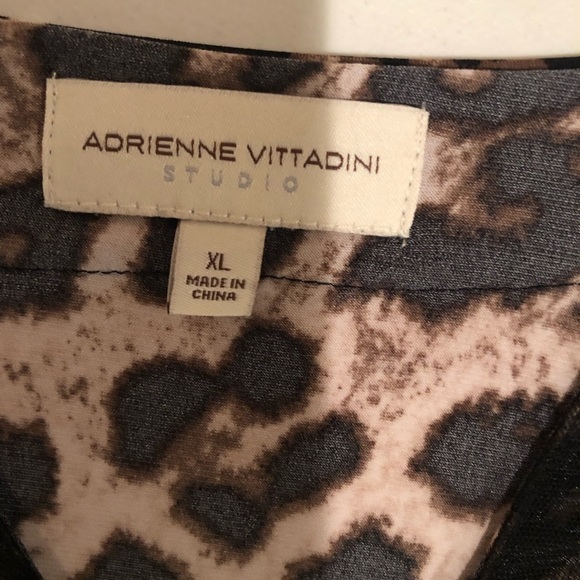 ADRIENNE VITTADINI
STUDIO
XL
MADE IN
CHINA